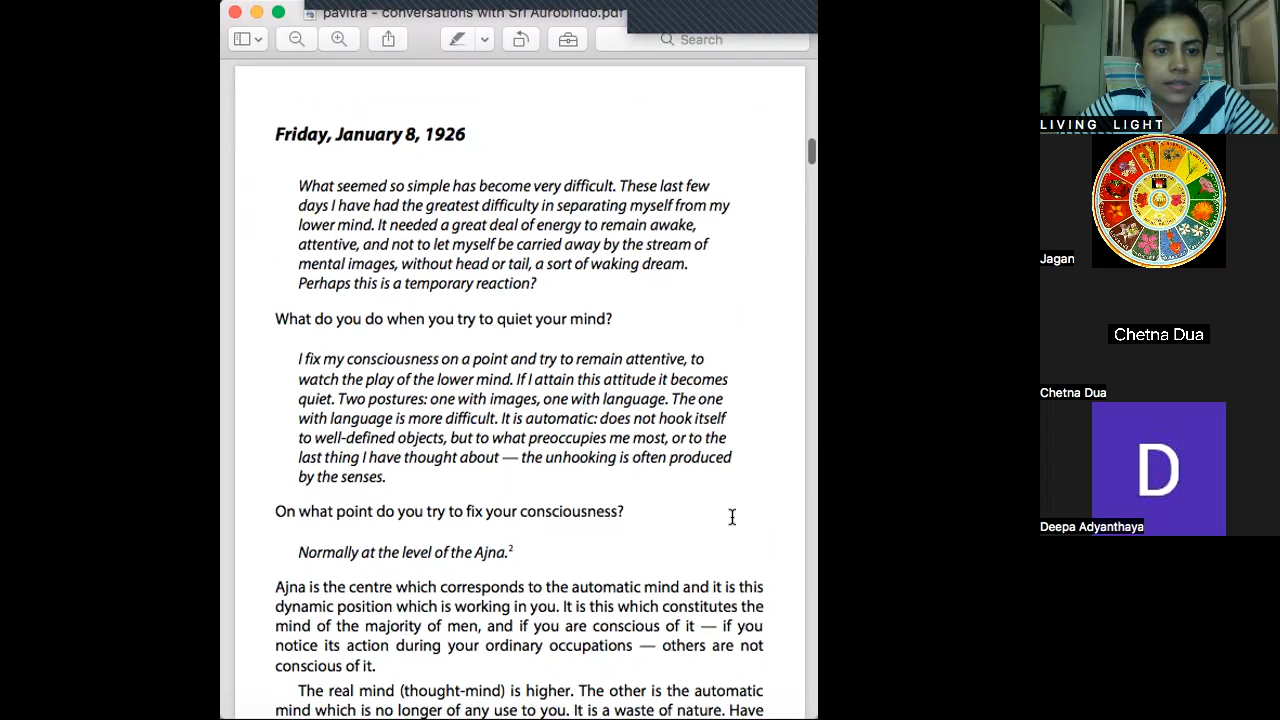 pavitra - conversations with Sri Aurobindo.pdf
Search
Friday, January 8, 1926
What seemed so simple has become very difficult. These last few
days I have had the greatest difficulty in separating myself from my
lower mind. It needed a great deal of energy to remain awake,
attentive, and not to let myself be carried away by the stream of
mental images, without head or tail, a sort of waking dream.
Perhaps this is a temporary reaction?
What do you do when you try to quiet your mind?
I fix my consciousness on a point and try to remain attentive, to
watch the play of the lower mind. If I attain this attitude it becomes
quiet. Two postures: one with images, one with language. The one
with language is more difficult. It is automatic: does not hook itself
to well-defined objects, but to what preoccupies me most, or to the
last thing I have thought about — the unhooking is often produced
by the senses.
On what point do you try to fix your consciousness?
Normally at the level of the Ajna.²
Ajna is the centre which corresponds to the automatic mind and it is this
dynamic position which is working in you. It is this which constitutes the
mind of the majority of men, and if you are conscious of it — if you
notice its action during your ordinary occupations — others are not
conscious of it.
The real mind (thought-mind) is higher. The other is the automatic
mind which is no longer of any use to you. It is a waste of nature. Have
LIVING LIGHT
Jagan
Chetna Dua
Chetna Dua
D
Deepa Adyanthaya